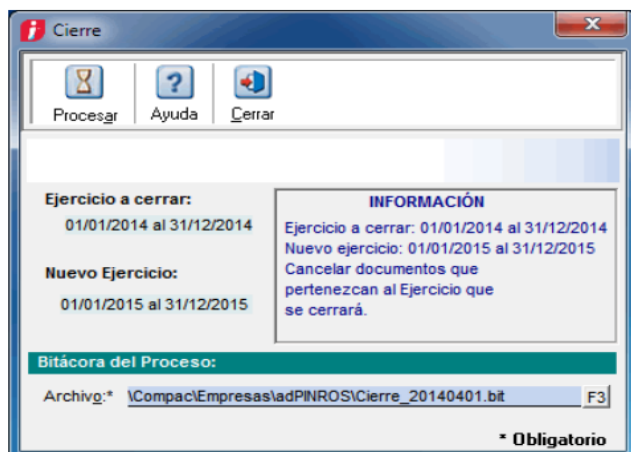 Cierre
Procesar
Ayuda
Cerrar
Ejercicio a cerrar:
01/01/2014 al 31/12/2014
Nuevo Ejercicio:
01/01/2015 al 31/12/2015
INFORMACIÓN
Ejercicio a cerrar: 01/01/2014 al 31/12/2014
Nuevo ejercicio: 01/01/2015 al 31/12/2015
Cancelar documentos que
pertenezcan al Ejercicio que
se cerrará.
Bitácora del Proceso:
Archivo:* \Compac\Empresas\adPINROS\Cierre_20140401.bit F3
* Obligatorio